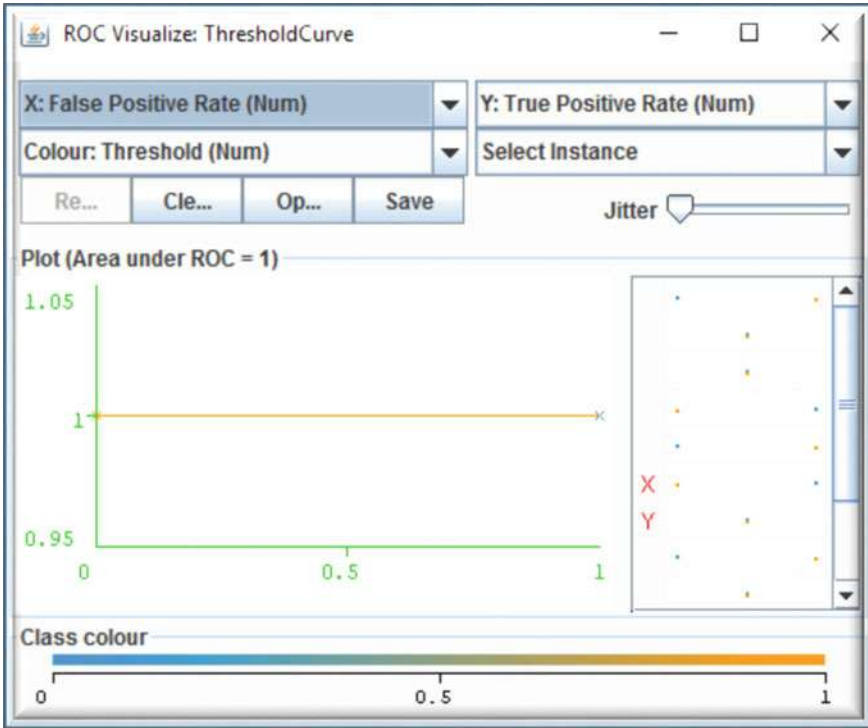 ROC Visualize: ThresholdCurve
X: False Positive Rate (Num) Y: True Positive Rate (Num)
Colour: Threshold (Num) Select Instance
Re... Cle... Op... Save Jitter
Plot (Area under ROC = 1)
1.05
1
X
Y
0.95
0 0.5 1
Class colour
0 0.5 1